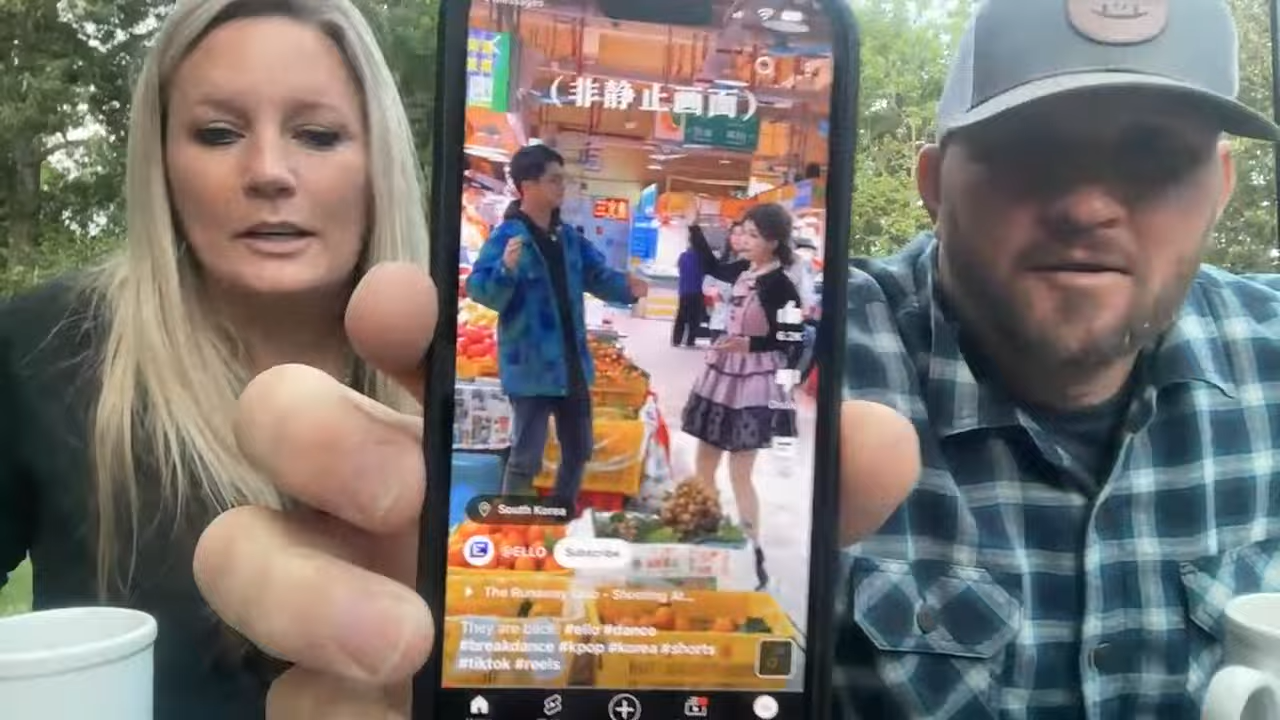 （非静止画面）
South Korea
@ELLO Subscribe
They are back #ello #dance
#breakdance #kpop #korea #shorts
#tiktok #reels